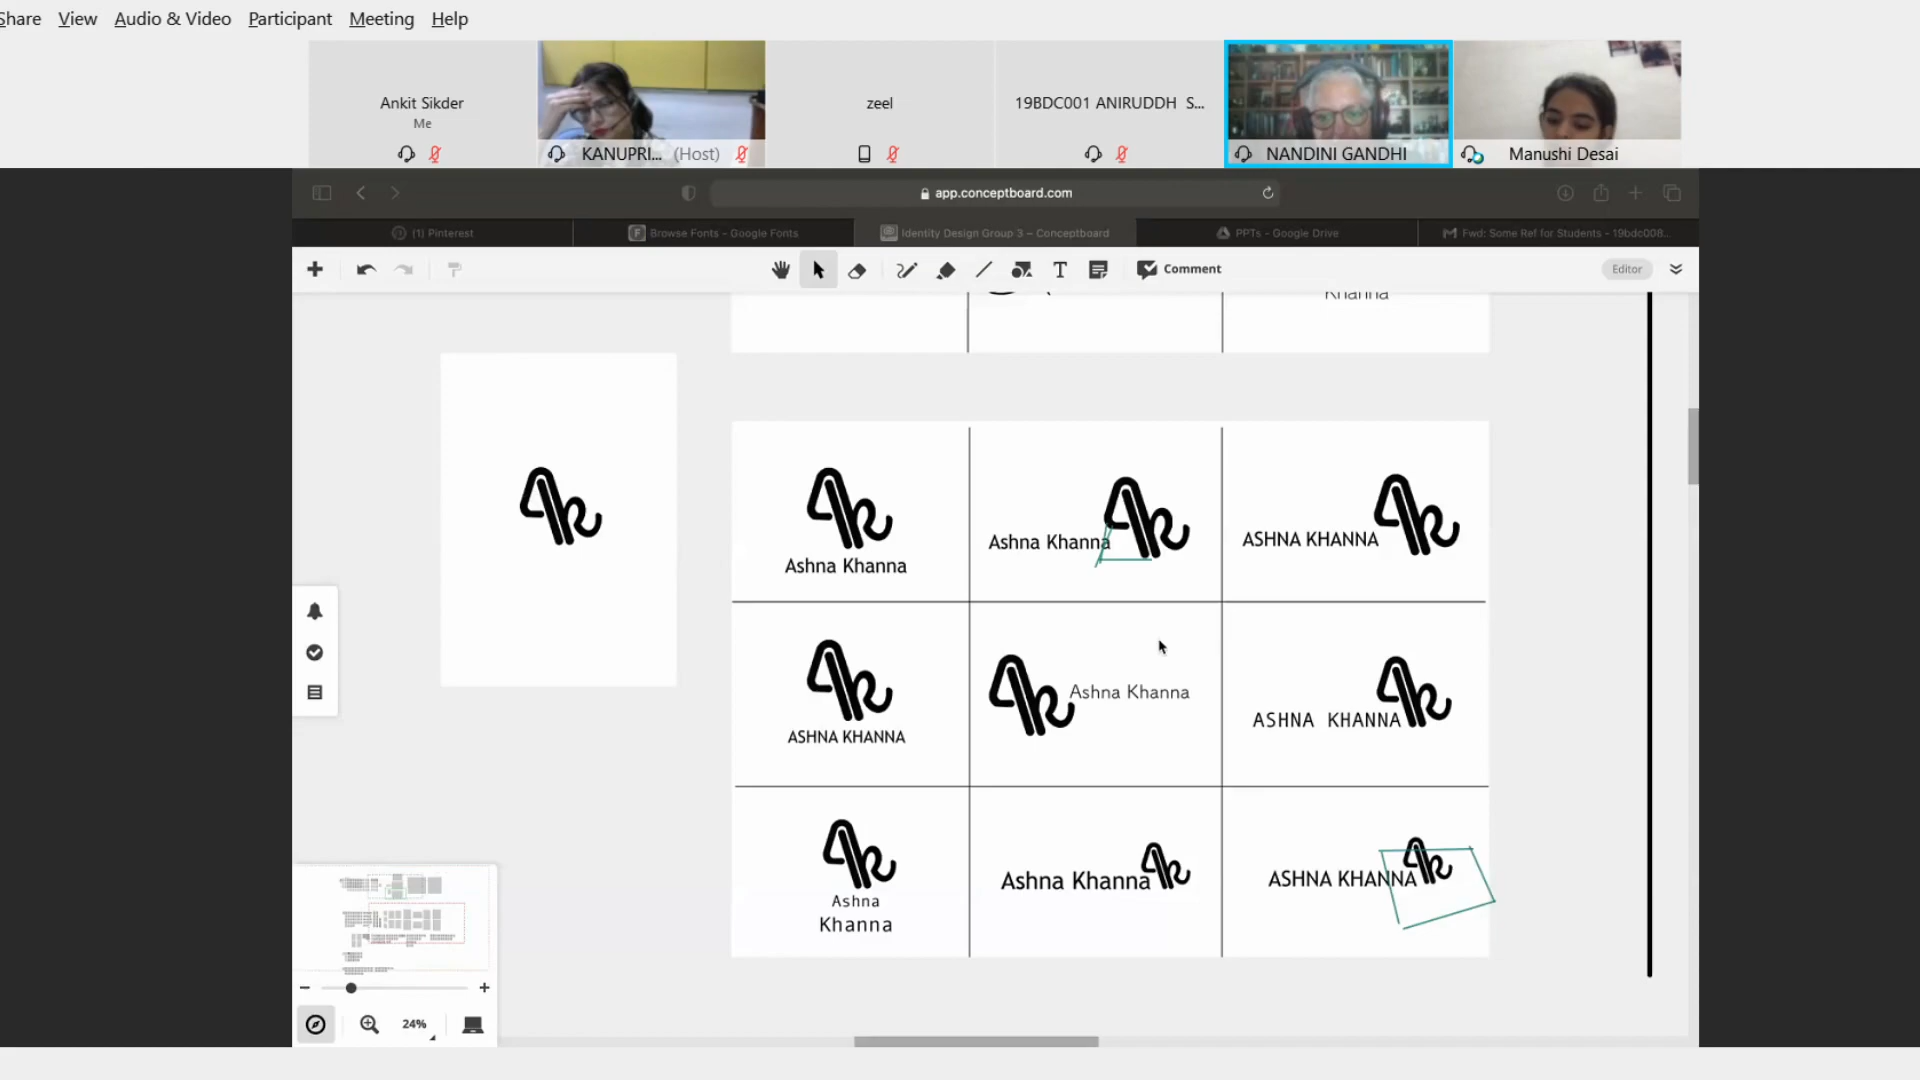 Share View Audio & Video Participant Meeting Help
Ankit Sikder
Me
KANUPRI... (Host)
zeel
19BDC001 ANIRUDDH S...
NANDINI GANDHI
Manushi Desai
app.conceptboard.com
(1) Pinterest
Browse Fonts - Google Fonts
Identity Design Group 3 – Conceptboard
PPTs - Google Drive
Fwd: Some Ref for Students - 19bdc008...
T
Comment
Editor
Khanna
Ashna Khanna
Ashna Khanna
ASHNA KHANNA
ASHNA KHANNA
Ashna Khanna
ASHNA KHANNA
Ashna
Khanna
Ashna Khanna
ASHNA KHANNA
24%